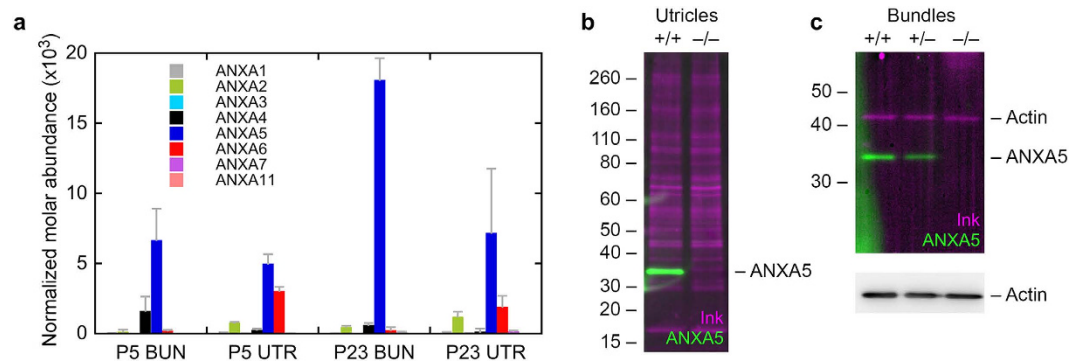 a
Normalized molar abundance (x10³)
20
15
10
5
0
ANXA1
ANXA2
ANXA3
ANXA4
ANXA5
ANXA6
ANXA7
ANXA11
P5 BUN
P5 UTR
P23 BUN
P23 UTR
b
Utricles
+/+ –/–
260
160
110
80
60
50
40
30
20
15
– ANXA5
Ink
ANXA5
c
Bundles
+/+ +/– –/–
50
40
30
– Actin
– ANXA5
Ink
ANXA5
– Actin